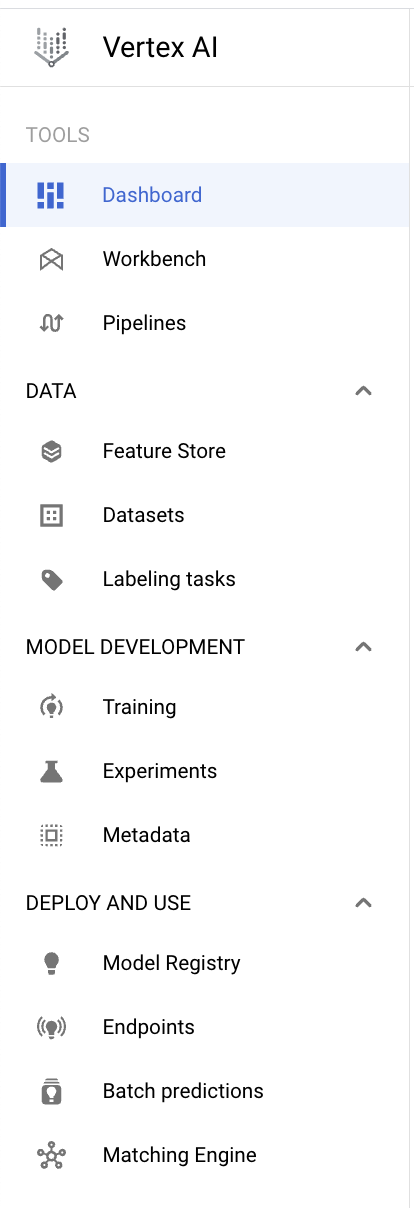 Vertex AI
TOOLS
Dashboard
Workbench
Pipelines
DATA
Feature Store
Datasets
Labeling tasks
MODEL DEVELOPMENT
Training
Experiments
Metadata
DEPLOY AND USE
Model Registry
Endpoints
Batch predictions
Matching Engine